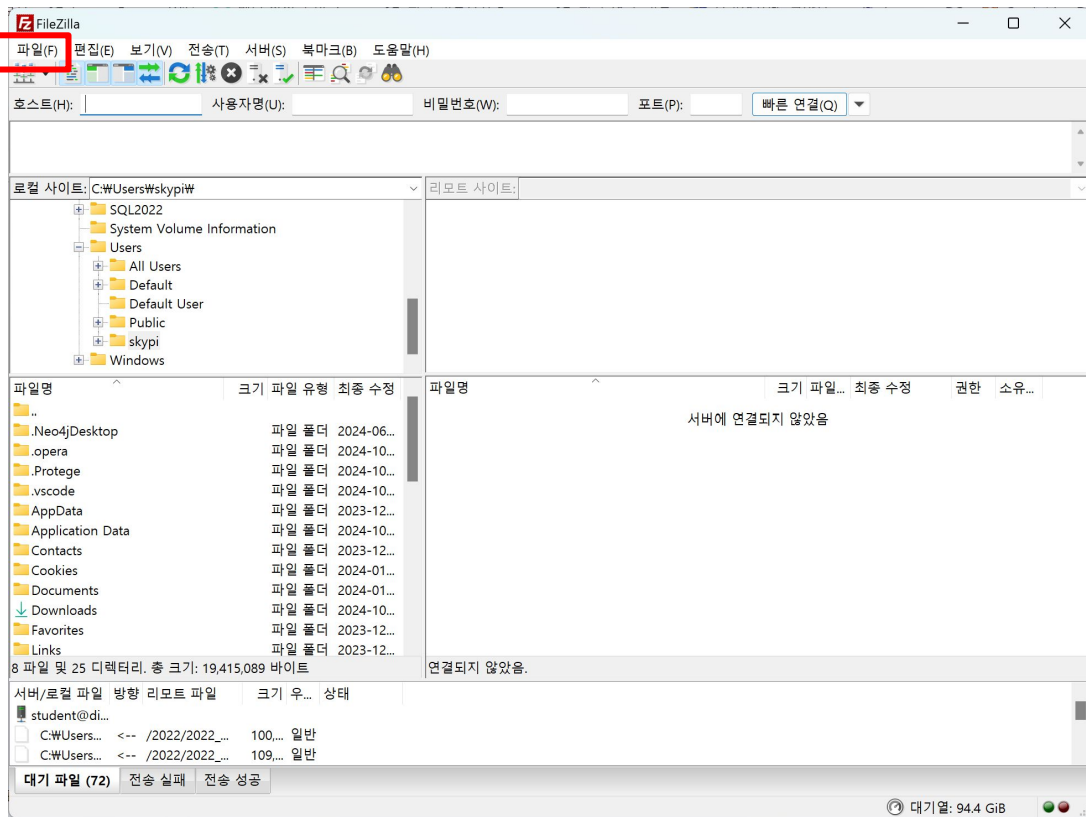 FileZilla
파일(F) 편집(E) 보기(V) 전송(T) 서버(S) 북마크(B) 도움말(H)
호스트(H): 사용자명(U): 비밀번호(W): 포트(P): 빠른 연결(Q)
로컬 사이트: C:₩Users₩skypi₩
리모트 사이트:
SQL2022
System Volume Information
Users
All Users
Default
Default User
Public
skypi
Windows
파일명 크기 파일 유형 최종 수정
..
.Neo4jDesktop 파일 폴더 2024-06...
.opera 파일 폴더 2024-10...
.Protege 파일 폴더 2024-10...
.vscode 파일 폴더 2024-10...
AppData 파일 폴더 2023-12...
Application Data 파일 폴더 2024-10...
Contacts 파일 폴더 2023-12...
Cookies 파일 폴더 2024-01...
Documents 파일 폴더 2024-01...
Downloads 파일 폴더 2024-10...
Favorites 파일 폴더 2023-12...
Links 파일 폴더 2023-12...
8 파일 및 25 디렉터리. 총 크기: 19,415,089 바이트
파일명 크기 파일... 최종 수정 권한 소유...
서버에 연결되지 않았음
연결되지 않았음.
서버/로컬 파일 방향 리모트 파일 크기 우... 상태
student@di...
C:₩Users... <-- /2022/2022_... 100,... 일반
C:₩Users... <-- /2022/2022_... 109,... 일반
대기 파일 (72) 전송 실패 전송 성공
대기열: 94.4 GiB